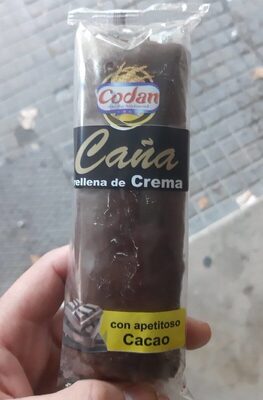 Codan
Caña
rellena de Crema
con apetitoso
Cacao